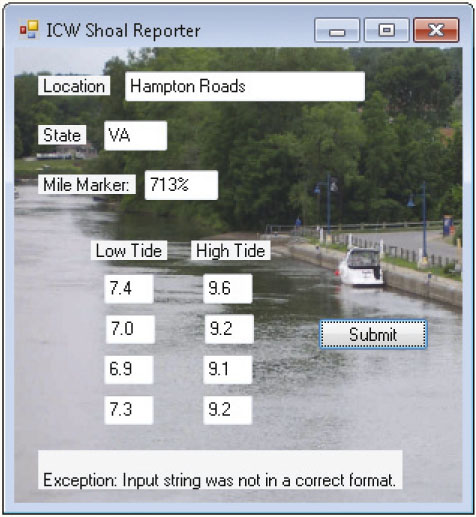 ICW Shoal Reporter
Location Hampton Roads
State VA
Mile Marker: 713%
Low Tide High Tide
7.4 9.6
7.0 9.2
Submit
6.9 9.1
7.3 9.2
Exception: Input string was not in a correct format.